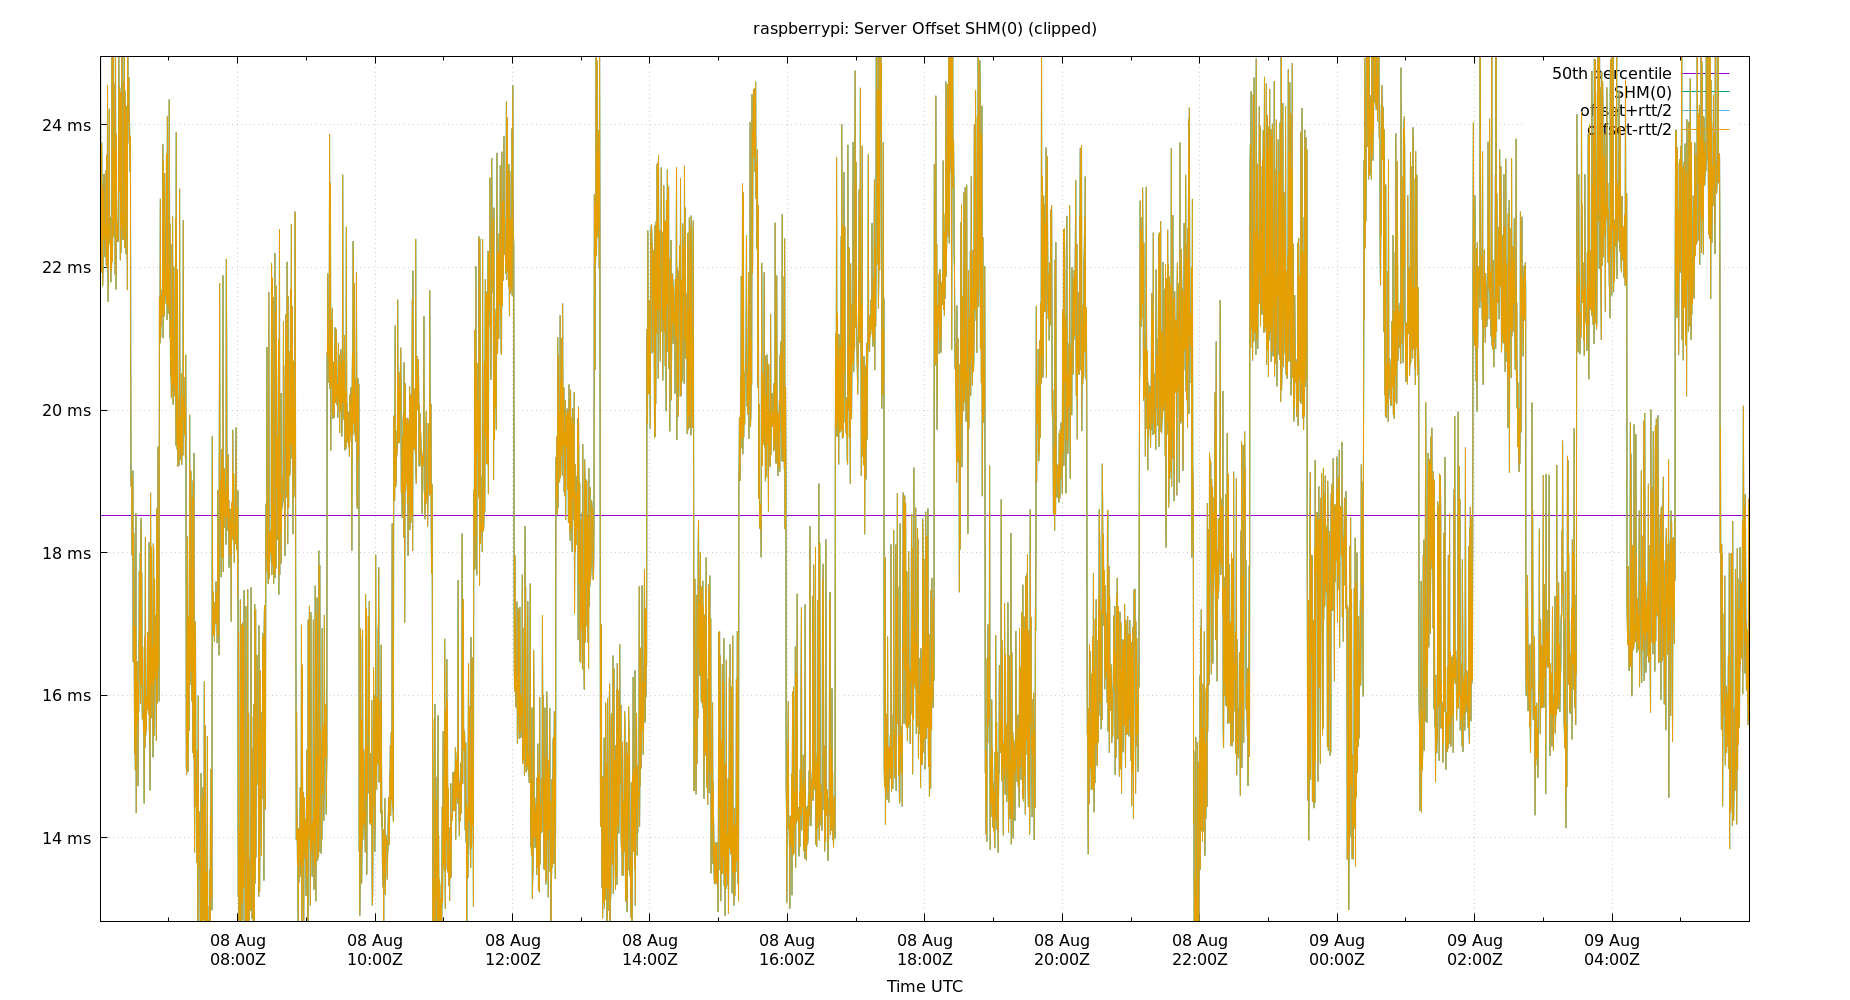 raspberrypi: Server Offset SHM(0) (clipped)
50th percentile
SHM(0)
offset+rtt/2
offset-rtt/2
24 ms
22 ms
20 ms
18 ms
16 ms
14 ms
08 Aug
08:00Z
08 Aug
10:00Z
08 Aug
12:00Z
08 Aug
14:00Z
08 Aug
16:00Z
08 Aug
18:00Z
08 Aug
20:00Z
08 Aug
22:00Z
09 Aug
00:00Z
09 Aug
02:00Z
09 Aug
04:00Z
Time UTC